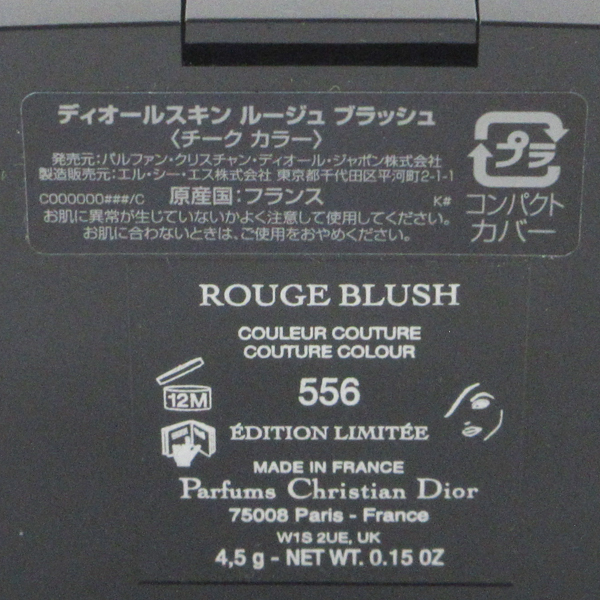 ディオールスキン ルージュ ブラッシュ
〈チーク カラー〉
発売元:パルファン・クリスチャン・ディオール・ジャポン株式会社
製造販売元:エル・シー・エス株式会社 東京都千代田区平河町2-1-1
C000000###/C 原産国:フランス K#
お肌に異常が生じていないかよく注意して使用してください。
お肌に合わないときは、ご使用をおやめください。
プラ
コンパクト
カバー
ROUGE BLUSH
COULEUR COUTURE
COUTURE COLOUR
556
12M
ÉDITION LIMITÉE
MADE IN FRANCE
Parfums Christian Dior
75008 Paris - France
W1S 2UE, UK
4,5 g - NET WT. 0.15 OZ